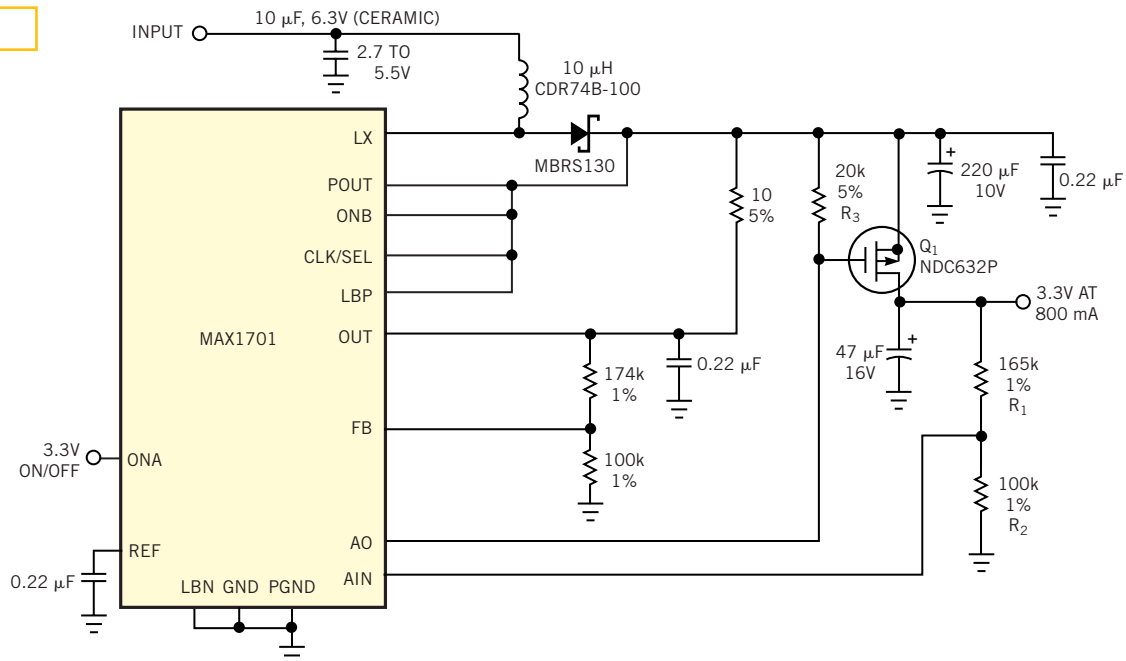 10 μF, 6.3V (CERAMIC)
INPUT
2.7 TO
5.5V
10 μH
CDR74B-100
LX
MBRS130
POUT
20k
5%
R3
10
5%
220 μF
10V
+
0.22 μF
ONB
Q1
NDC632P
CLK/SEL
LBP
3.3V AT
800 mA
MAX1701
OUT
47 μF
16V
+
0.22 μF
174k
1%
165k
1%
R1
FB
3.3V
ON/OFF
ONA
100k
1%
100k
1%
R2
AO
REF
AIN
0.22 μF
LBN GND PGND